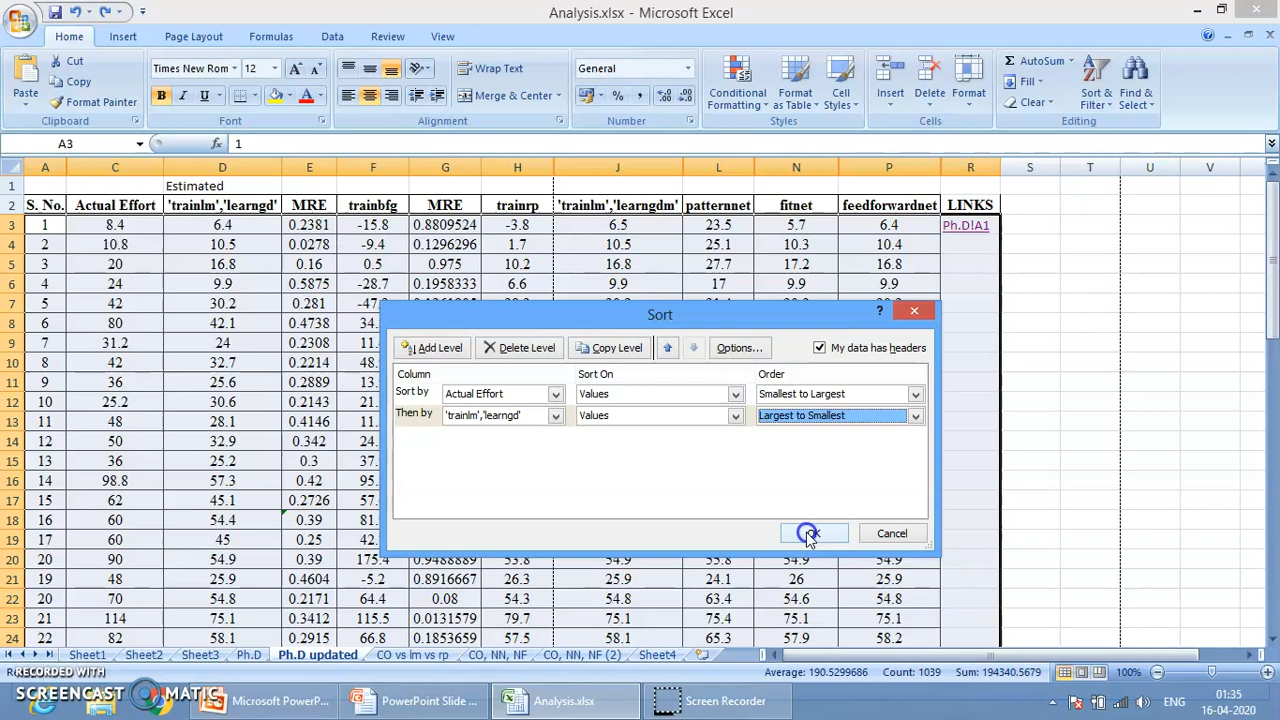 Analysis.xlsx - Microsoft Excel
Home Insert Page Layout Formulas Data Review View
Cut
Copy
Format Painter
Paste
Clipboard
Times New Rom 12
B I U
Font
Wrap Text
Merge & Center
Alignment
General
Number
Conditional Formatting
Format as Table
Cell Styles
Styles
Insert Delete Format
Cells
AutoSum
Fill
Clear
Sort & Filter
Find & Select
Editing
A3 fx 1
A C D E F G H J L N P R S T U V
1 Estimated
2 S. No. Actual Effort 'trainlm','learngd' MRE trainbfg MRE trainrp 'trainlm','learngdm' patternnet fitnet feedforwardnet LINKS
3 1 8.4 6.4 0.2381 -15.8 0.8809524 -3.8 6.5 23.5 5.7 6.4 Ph.D!A1
4 2 10.8 10.5 0.0278 -9.4 0.1296296 1.7 10.5 25.1 10.3 10.4
5 3 20 16.8 0.16 0.5 0.975 10.2 16.8 27.7 17.2 16.8
6 4 24 9.9 0.5875 -28.7 0.1958333 6.6 9.9 17 9.9 9.9
7 5 42 30.2 0.281
8 6 80 42.1 0.4738 34.
9 7 31.2 24 0.2308 11.
10 8 42 32.7 0.2214 48.
11 9 36 25.6 0.2889 13.
12 10 25.2 30.6 0.2143 21.
13 11 48 28.1 0.4146 33.
14 12 50 32.9 0.342
15 13 36 25.2 0.3 37.
16 14 98.8 57.3 0.42 95.
17 15 62 45.1 0.2726 57.
18 16 60 54.4 0.39 81.
19 17 60 45 0.25 42.
20 20 90 54.9 0.39 175.4 0.9488889 53.8 54.9 55.8 54.9 54.9
21 19 48 25.9 0.4604 -5.2 0.8916667 26.3 25.9 24.1 26 25.9
22 20 70 54.8 0.2171 64.4 0.08 54.3 54.8 63.4 54.6 54.8
23 21 114 75.1 0.3412 115.5 0.0131579 79.7 75.1 75.4 75.1 75.1
24 22 82 58.1 0.2915 66.8 0.1853659 57.5 58.1 65.3 57.9 58.2
Sort
Add Level Delete Level Copy Level Options... My data has headers
Column Sort On Order
Sort by Actual Effort Values Smallest to Largest
Then by 'trainlm','learngd' Values Largest to Smallest
OK Cancel
Sheet1 Sheet2 Sheet3 Ph.D Ph.D updated CO vs lm vs rp CO, NN, NF CO, NN, NF (2) Sheet4
Average: 190.5299686 Count: 1039 Sum: 194340.5679 100%
RECORDED WITH
SCREENCAST MATIC
Microsoft PowerP... PowerPoint Slide ... Analysis.xlsx Screen Recorder
ENG
01:35
16-04-2020